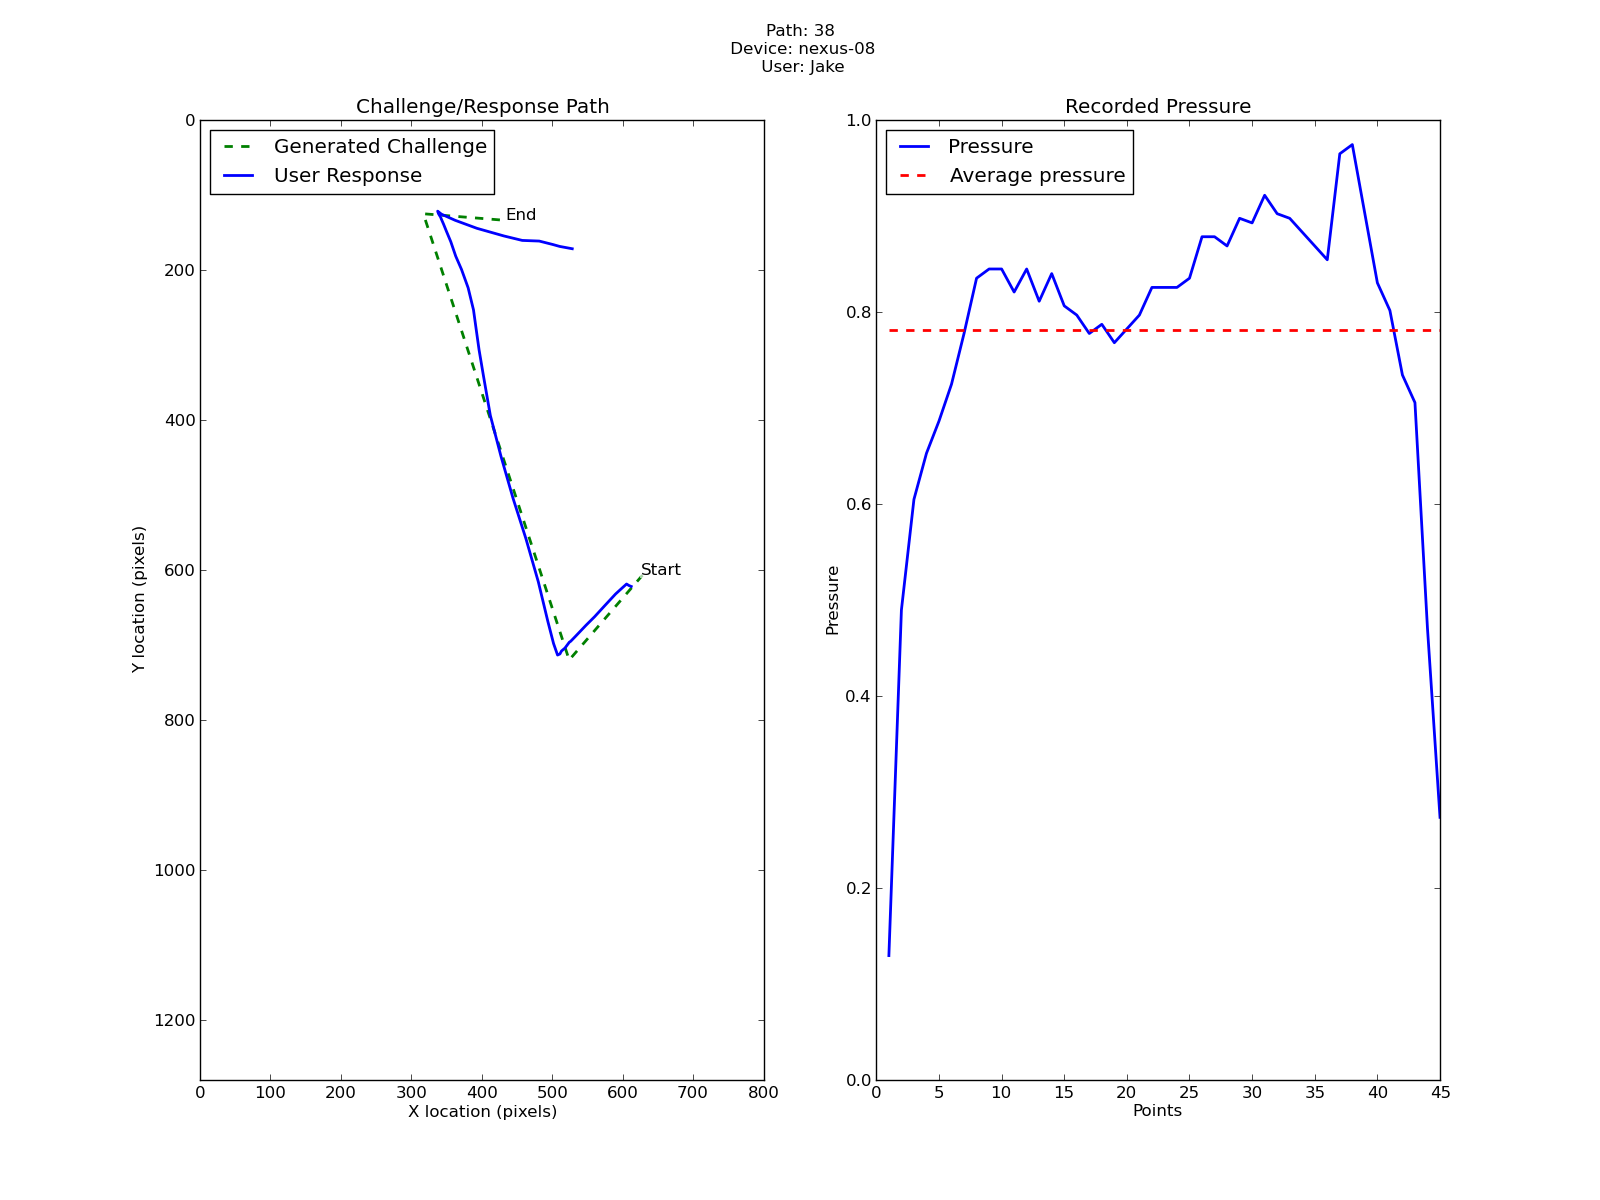 Path: 38
Device: nexus-08
User: Jake
Challenge/Response Path
Generated Challenge
User Response
End
Start
0
200
400
600
800
1000
1200
Y location (pixels)
0 100 200 300 400 500 600 700 800
X location (pixels)
Recorded Pressure
Pressure
Average pressure
1.0
0.8
0.6
0.4
0.2
0.0
Pressure
0 5 10 15 20 25 30 35 40 45
Points